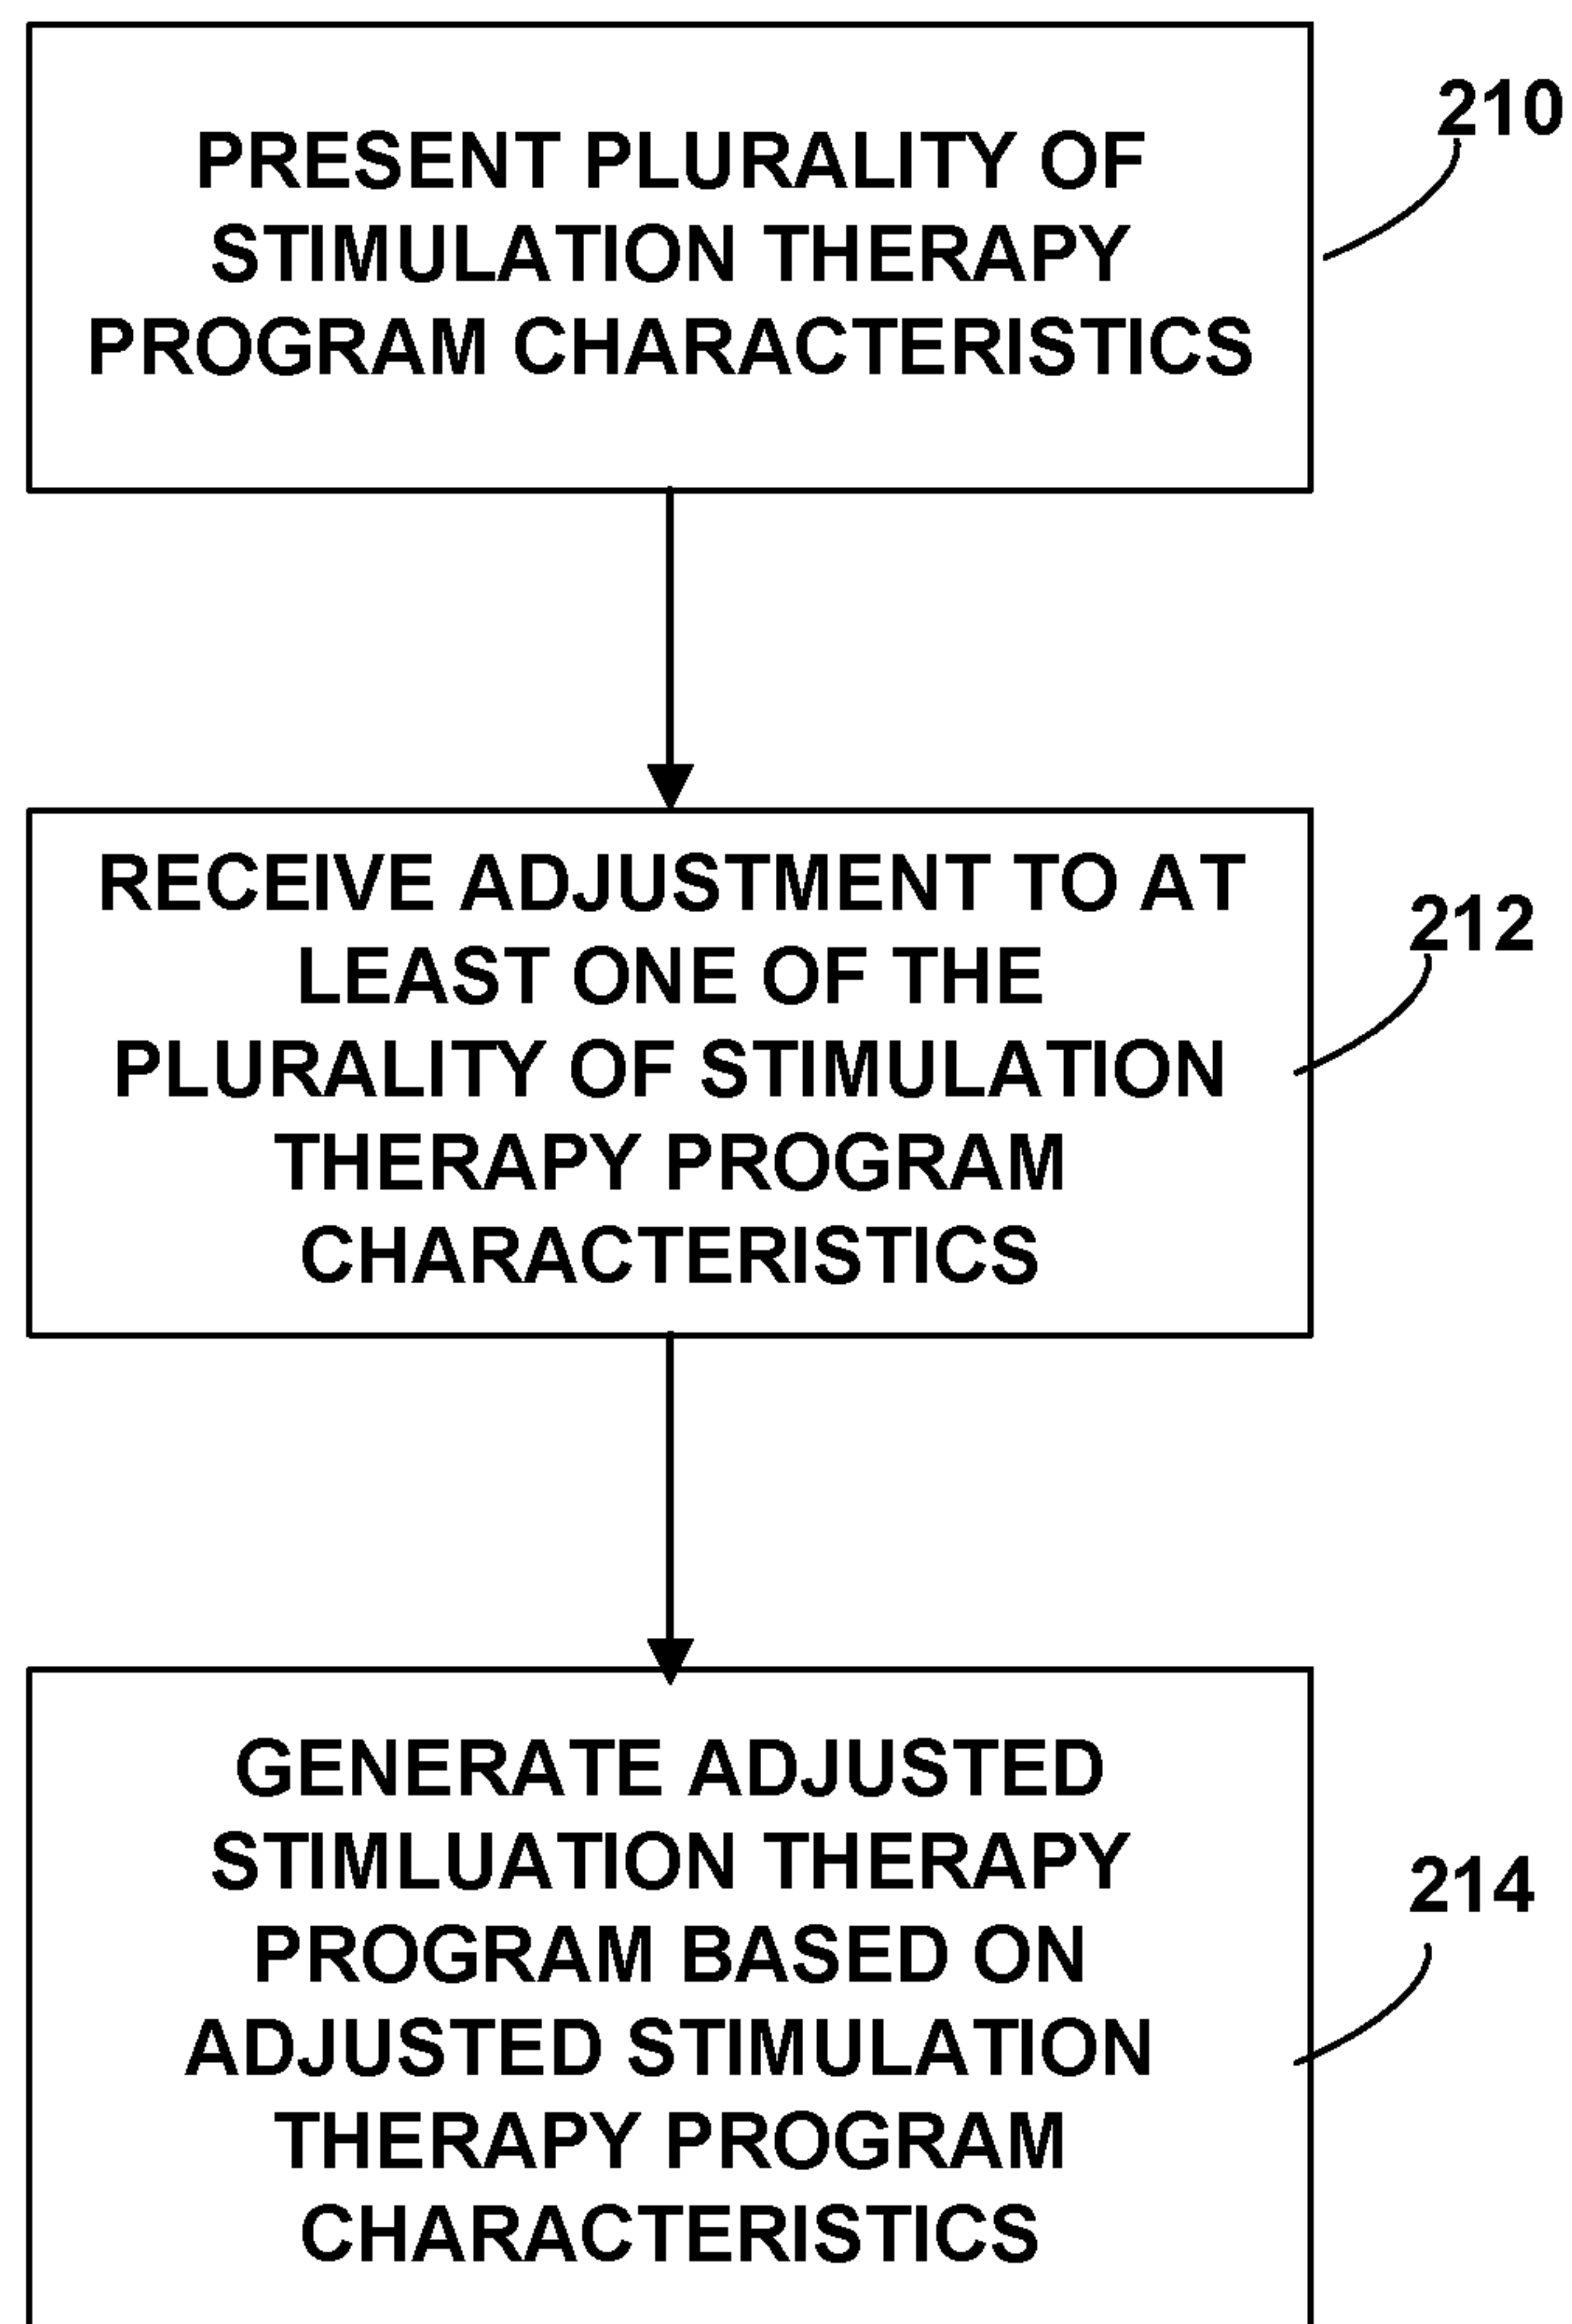 PRESENT PLURALITY OF
STIMULATION THERAPY
PROGRAM CHARACTERISTICS
210
RECEIVE ADJUSTMENT TO AT
LEAST ONE OF THE
PLURALITY OF STIMULATION
THERAPY PROGRAM
CHARACTERISTICS
212
GENERATE ADJUSTED
STIMLUATION THERAPY
PROGRAM BASED ON
ADJUSTED STIMULATION
THERAPY PROGRAM
CHARACTERISTICS
214